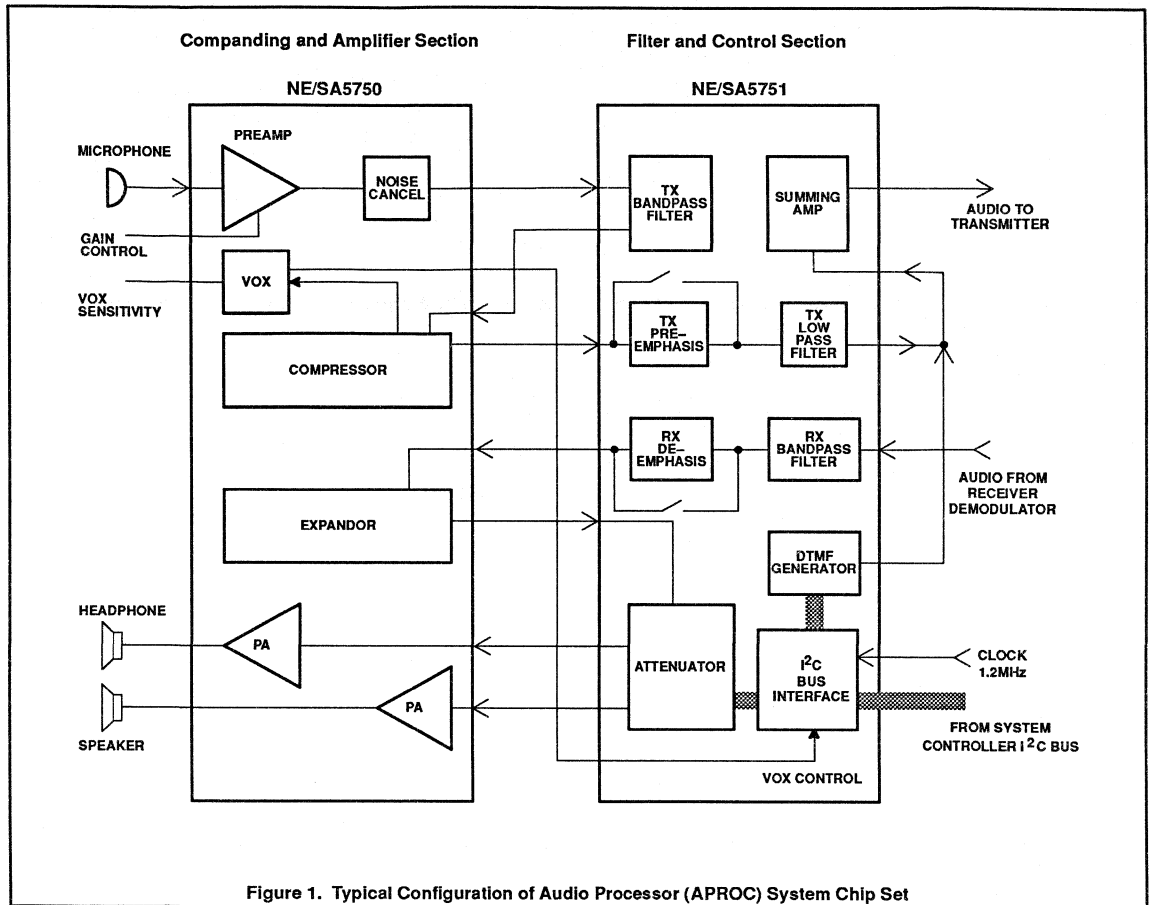 Companding and Amplifier Section
Filter and Control Section
NE/SA5750
NE/SA5751
MICROPHONE
PREAMP
NOISE
CANCEL
TX
BANDPASS
FILTER
SUMMING
AMP
AUDIO TO
TRANSMITTER
GAIN
CONTROL
VOX
VOX
SENSITIVITY
COMPRESSOR
TX
PRE–
EMPHASIS
TX
LOW
PASS
FILTER
RX
DE–
EMPHASIS
RX
BANDPASS
FILTER
AUDIO FROM
RECEIVER
DEMODULATOR
EXPANDOR
DTMF
GENERATOR
HEADPHONE
PA
ATTENUATOR
I2C
BUS
INTERFACE
CLOCK
1.2MHz
PA
SPEAKER
FROM SYSTEM
CONTROLLER I2C BUS
VOX CONTROL
Figure 1. Typical Configuration of Audio Processor (APROC) System Chip Set